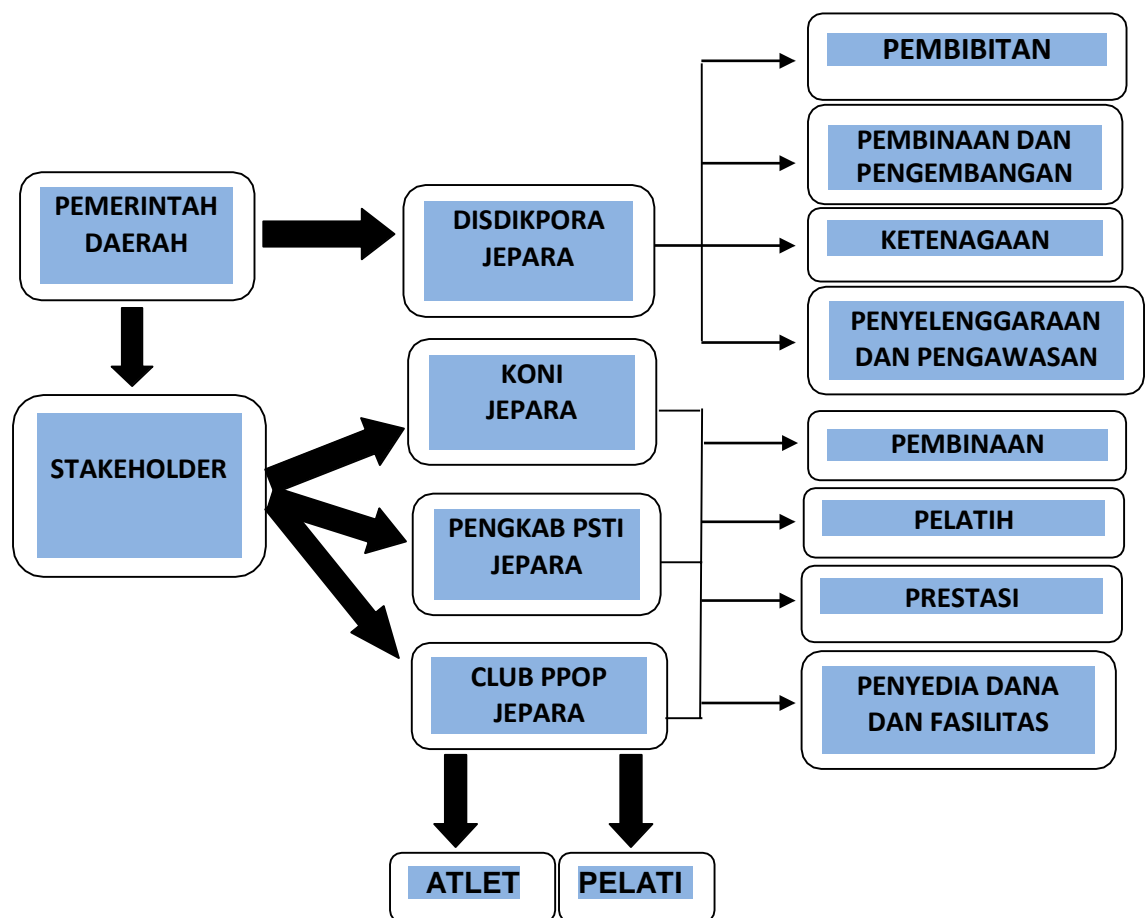 PEMBIBITAN
PEMBINAAN DAN
PENGEMBANGAN
PEMERINTAH
DAERAH
DISDIKPORA
JEPARA
KETENAGAAN
PENYELENGGARAAN
DAN PENGAWASAN
KONI
JEPARA
STAKEHOLDER
PEMBINAAN
PENGKAB PSTI
JEPARA
PELATIH
PRESTASI
CLUB PPOP
JEPARA
PENYEDIA DANA
DAN FASILITAS
ATLET
PELATI